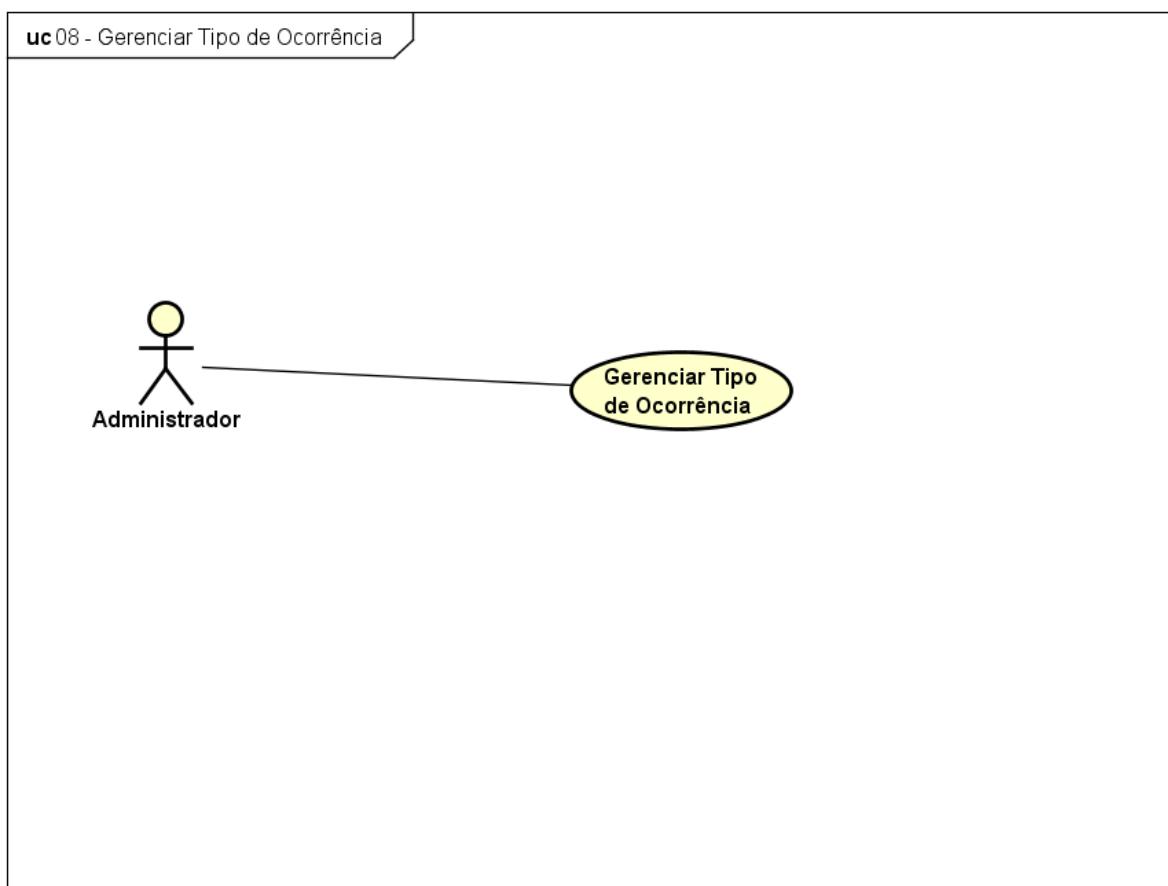 uc 08 - Gerenciar Tipo de Ocorrência
Gerenciar Tipo
de Ocorrência
Administrador